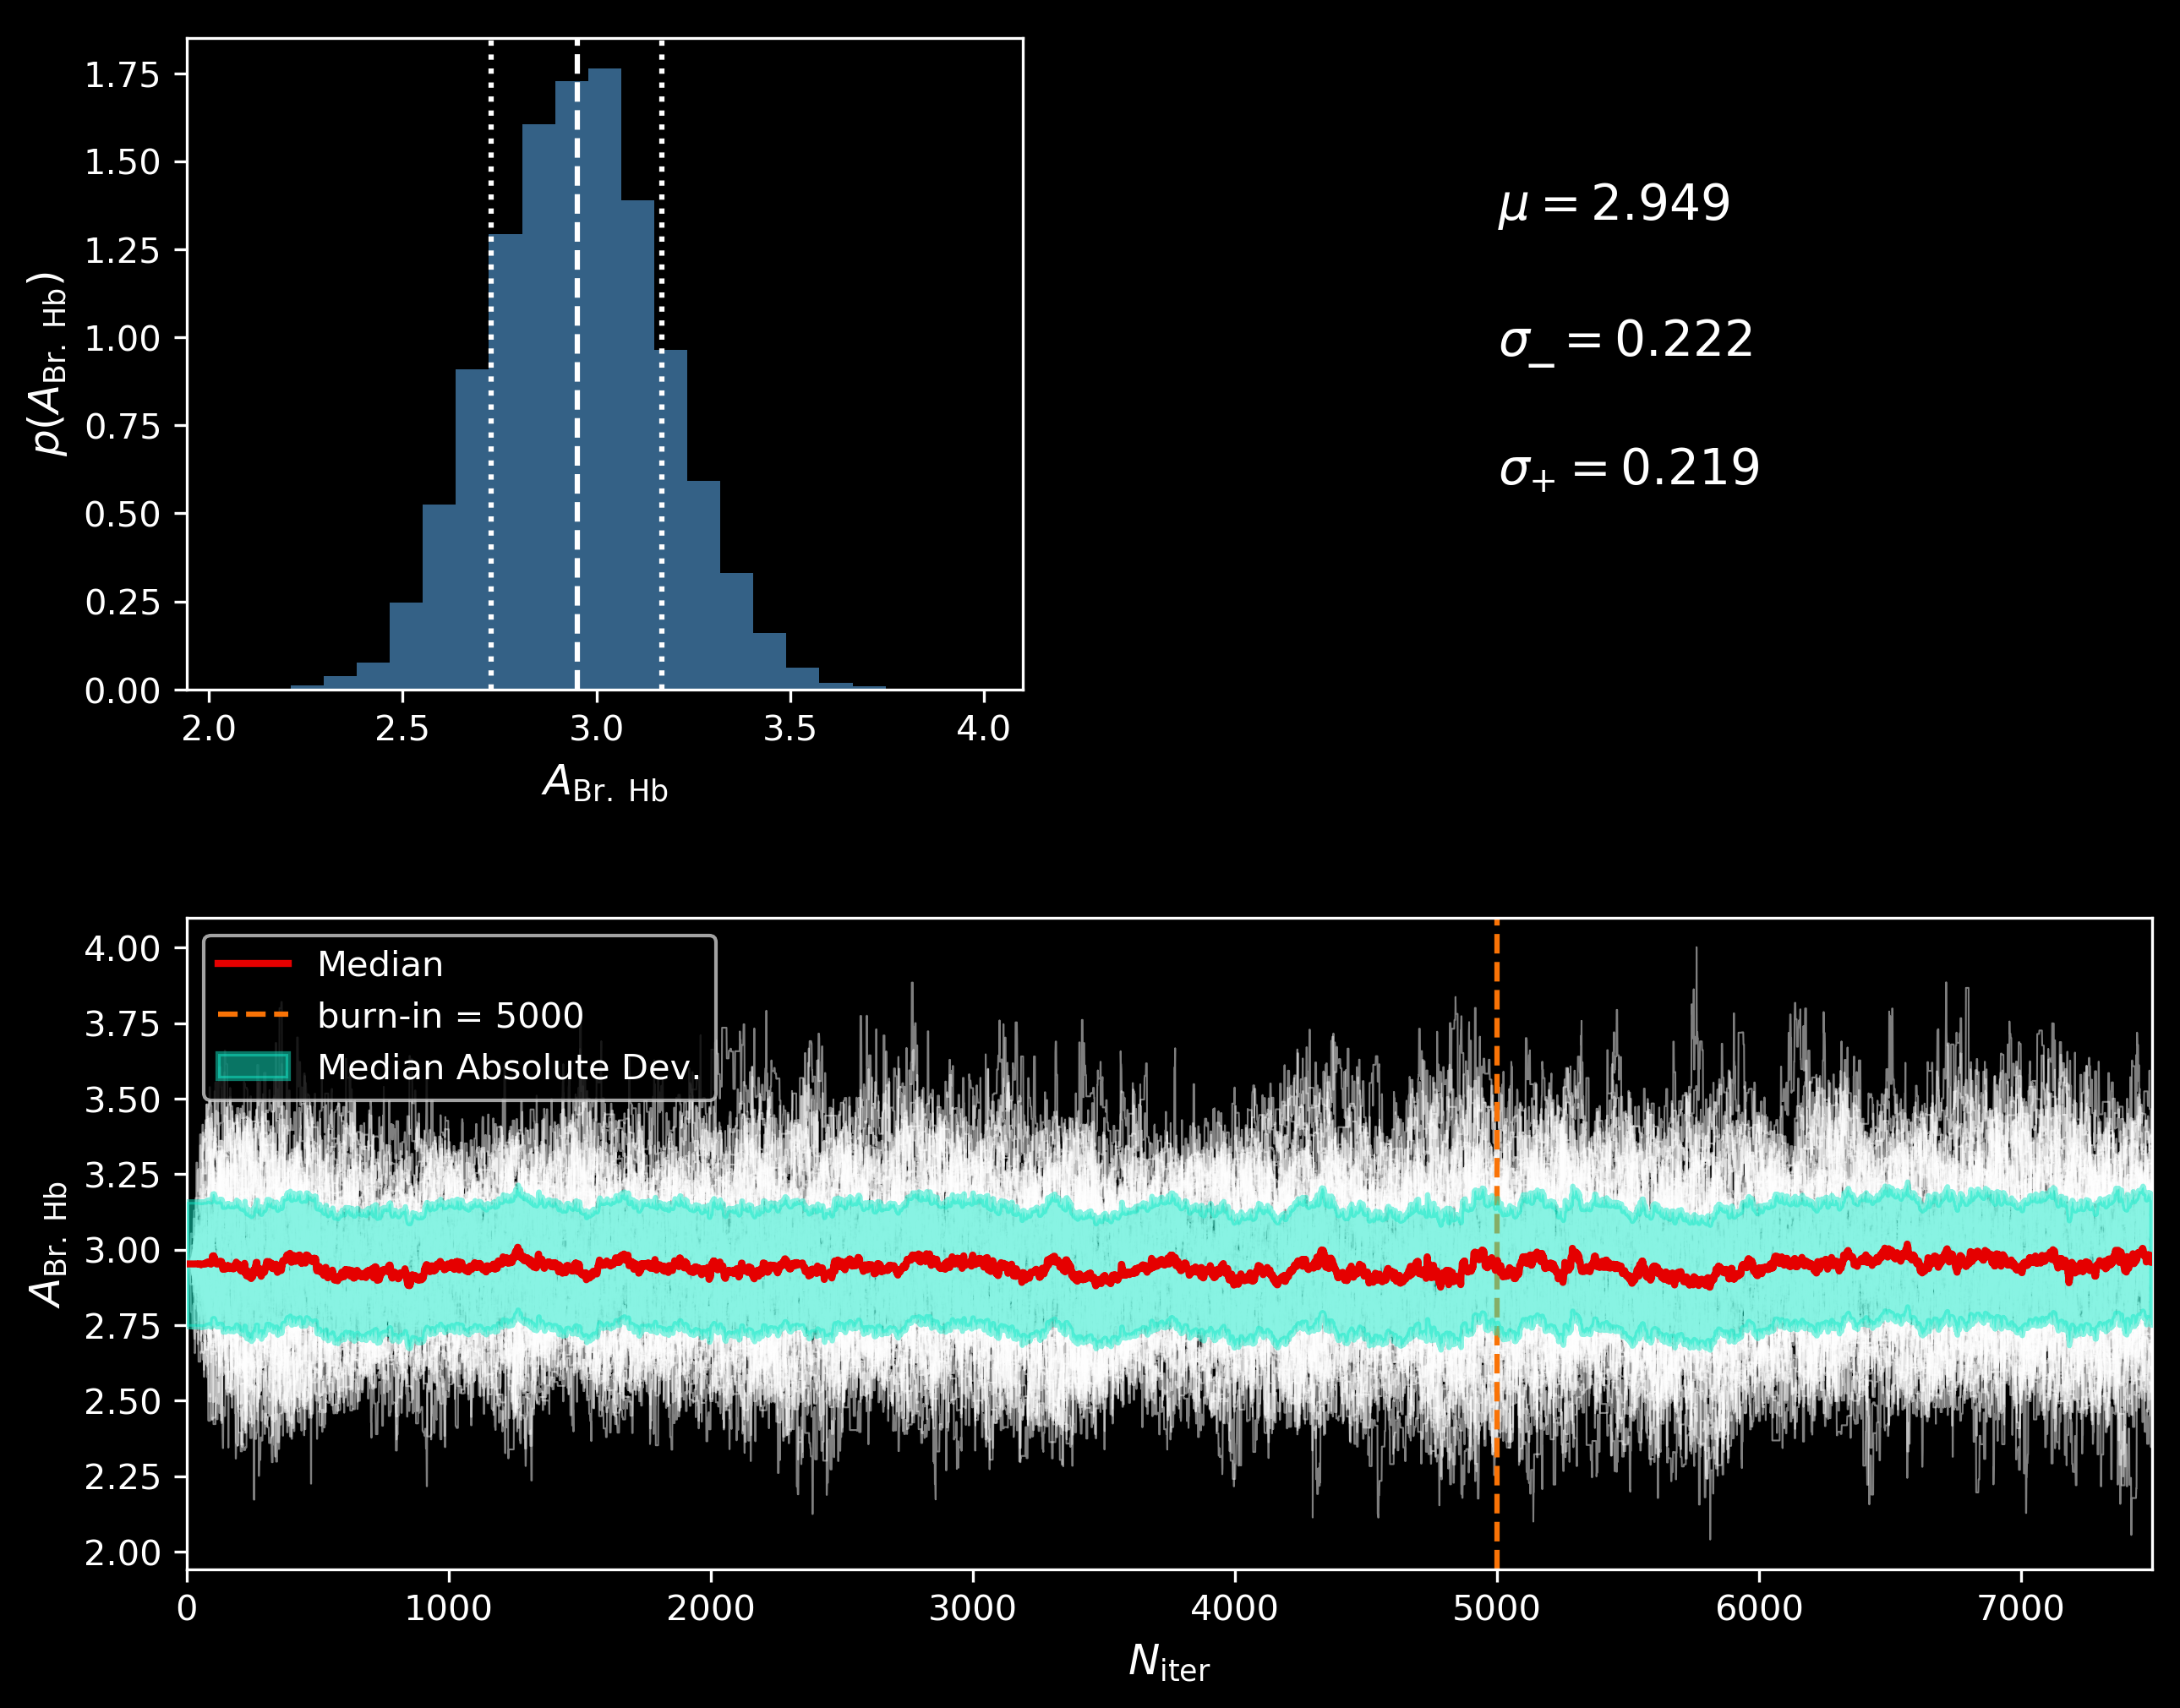 1.75
1.50
1.25
1.00
0.75
0.50
0.25
0.00
p(A_Br. Hb)
2.0 2.5 3.0 3.5 4.0
A_Br. Hb
μ = 2.949
σ_− = 0.222
σ_+ = 0.219
4.00
3.75
3.50
3.25
3.00
2.75
2.50
2.25
2.00
A_Br. Hb
Median
burn-in = 5000
Median Absolute Dev.
0 1000 2000 3000 4000 5000 6000 7000
N_iter